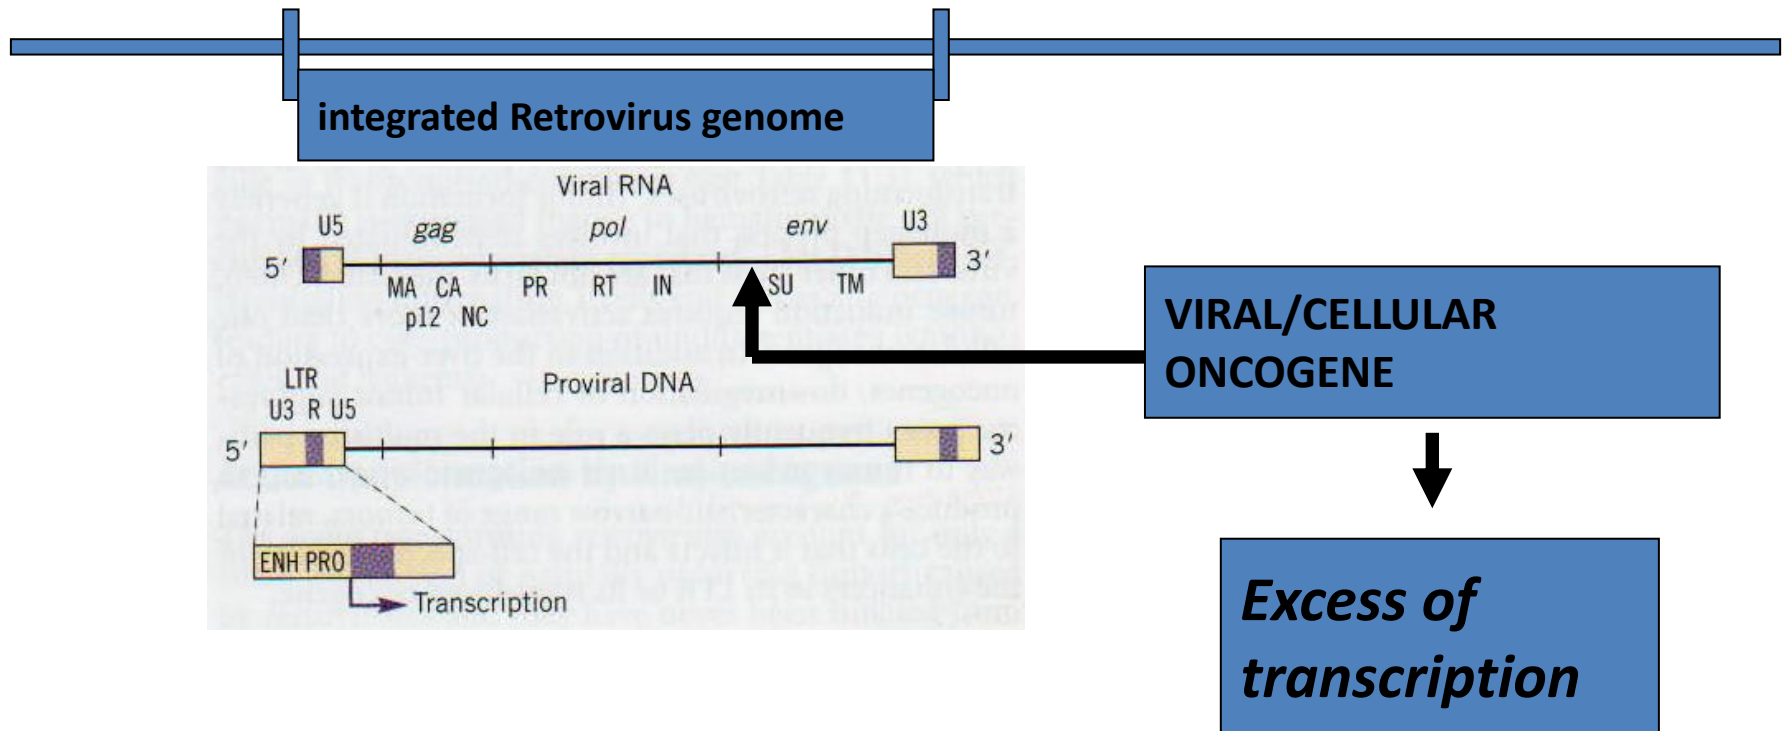 integrated Retrovirus genome
Viral RNA
U5 gag pol env U3
5′ 3′
MA CA PR RT IN SU TM
p12 NC
VIRAL/CELLULAR
ONCOGENE
LTR
Proviral DNA
U3 R U5
5′ 3′
ENH PRO
Transcription
Excess of
transcription